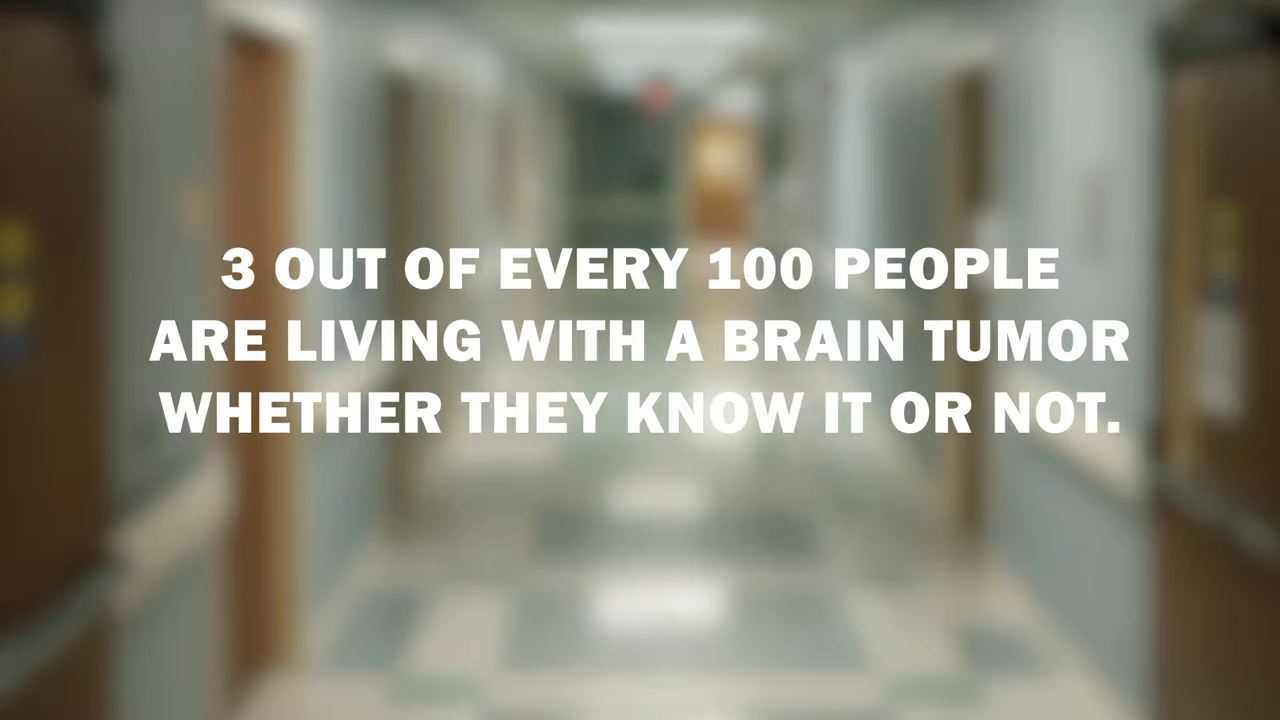 3 OUT OF EVERY 100 PEOPLE
ARE LIVING WITH A BRAIN TUMOR
WHETHER THEY KNOW IT OR NOT.